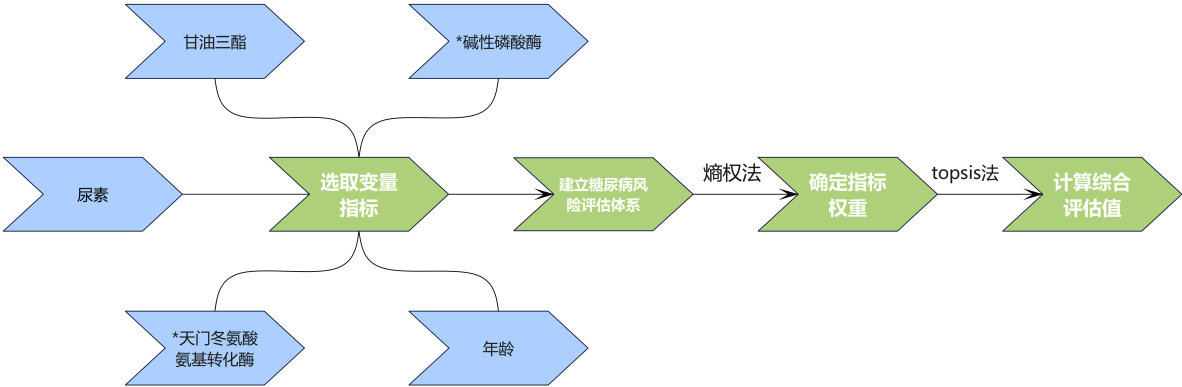 甘油三酯
*碱性磷酸酶
尿素
选取变量
指标
建立糖尿病风
险评估体系
熵权法
确定指标
权重
topsis法
计算综合
评估值
*天门冬氨酸
氨基转化酶
年龄